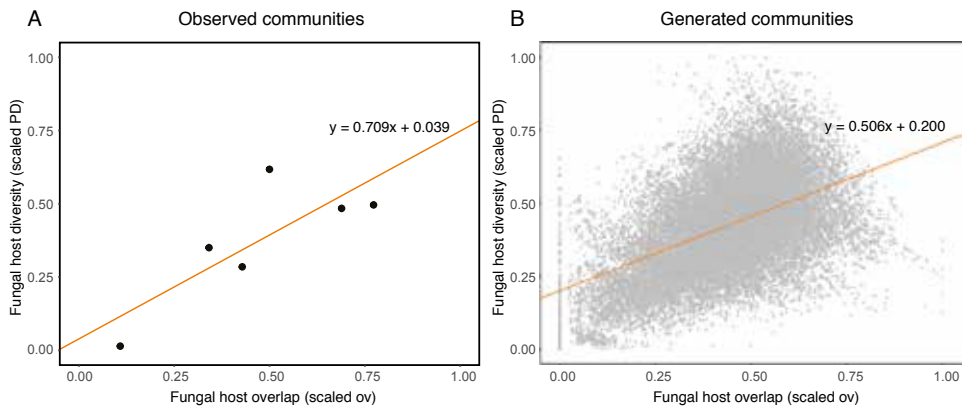 A
Observed communities
Fungal host diversity (scaled PD)
1.00
0.75
0.50
0.25
0.00
y = 0.709x + 0.039
0.00 0.25 0.50 0.75 1.00
Fungal host overlap (scaled ov)
B
Generated communities
Fungal host diversity (scaled PD)
1.00
0.75
0.50
0.25
0.00
y = 0.506x + 0.200
0.00 0.25 0.50 0.75 1.00
Fungal host overlap (scaled ov)